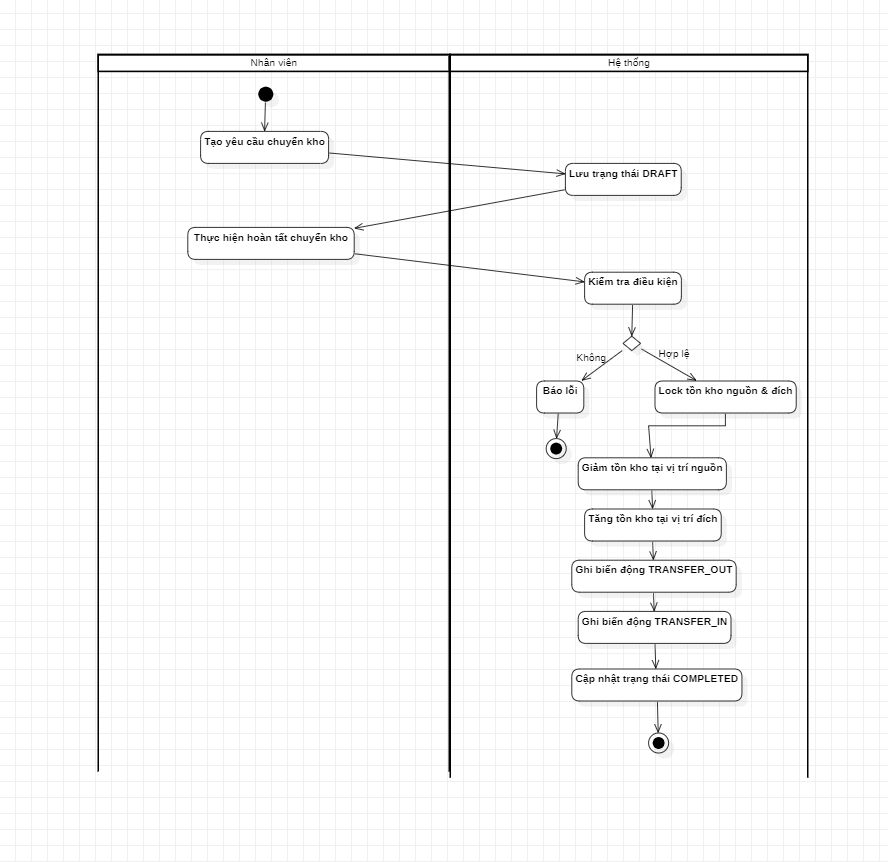 Nhân viên
Hệ thống
Tạo yêu cầu chuyển kho
Lưu trạng thái DRAFT
Thực hiện hoàn tất chuyển kho
Kiểm tra điều kiện
Không
Hợp lệ
Báo lỗi
Lock tồn kho nguồn & đích
Giảm tồn kho tại vị trí nguồn
Tăng tồn kho tại vị trí đích
Ghi biến động TRANSFER_OUT
Ghi biến động TRANSFER_IN
Cập nhật trạng thái COMPLETED